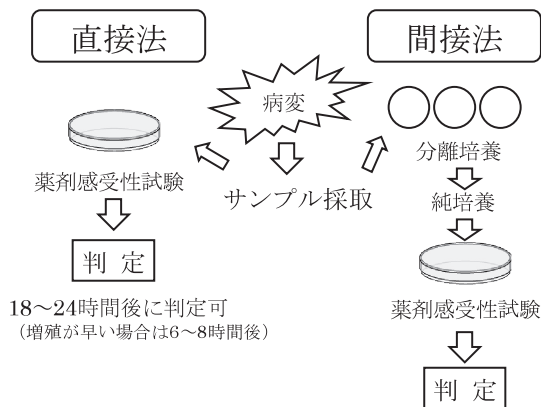 直接法
薬剤感受性試験
判 定
18～24時間後に判定可
（増殖が早い場合は6～8時間後）
病変
サンプル採取
間接法
分離培養
純培養
薬剤感受性試験
判 定